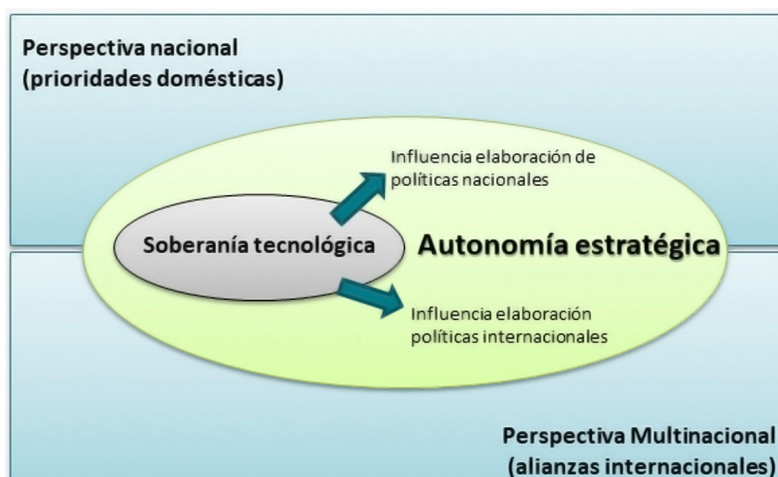 Perspectiva nacional
(prioridades domésticas)
Influencia elaboración de
políticas nacionales
Soberanía tecnológica
Autonomía estratégica
Influencia elaboración
políticas internacionales
Perspectiva Multinacional
(alianzas internacionales)